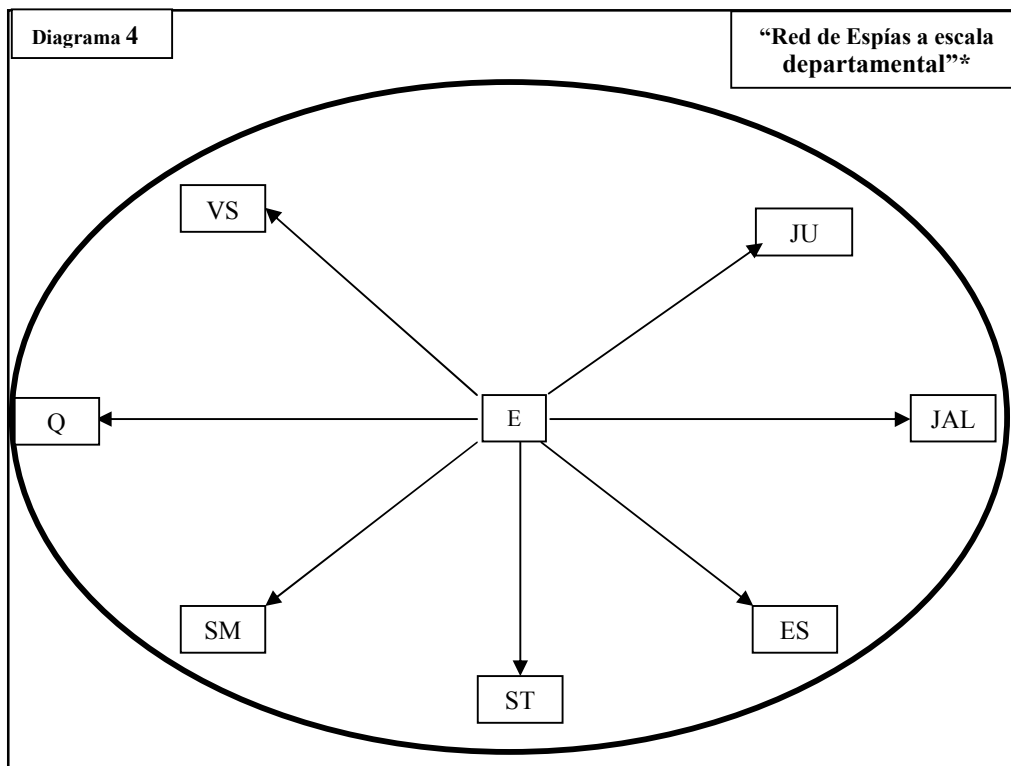 Diagrama 4
“Red de Espías a escala
departamental”*
VS
JU
Q
E
JAL
SM
ES
ST